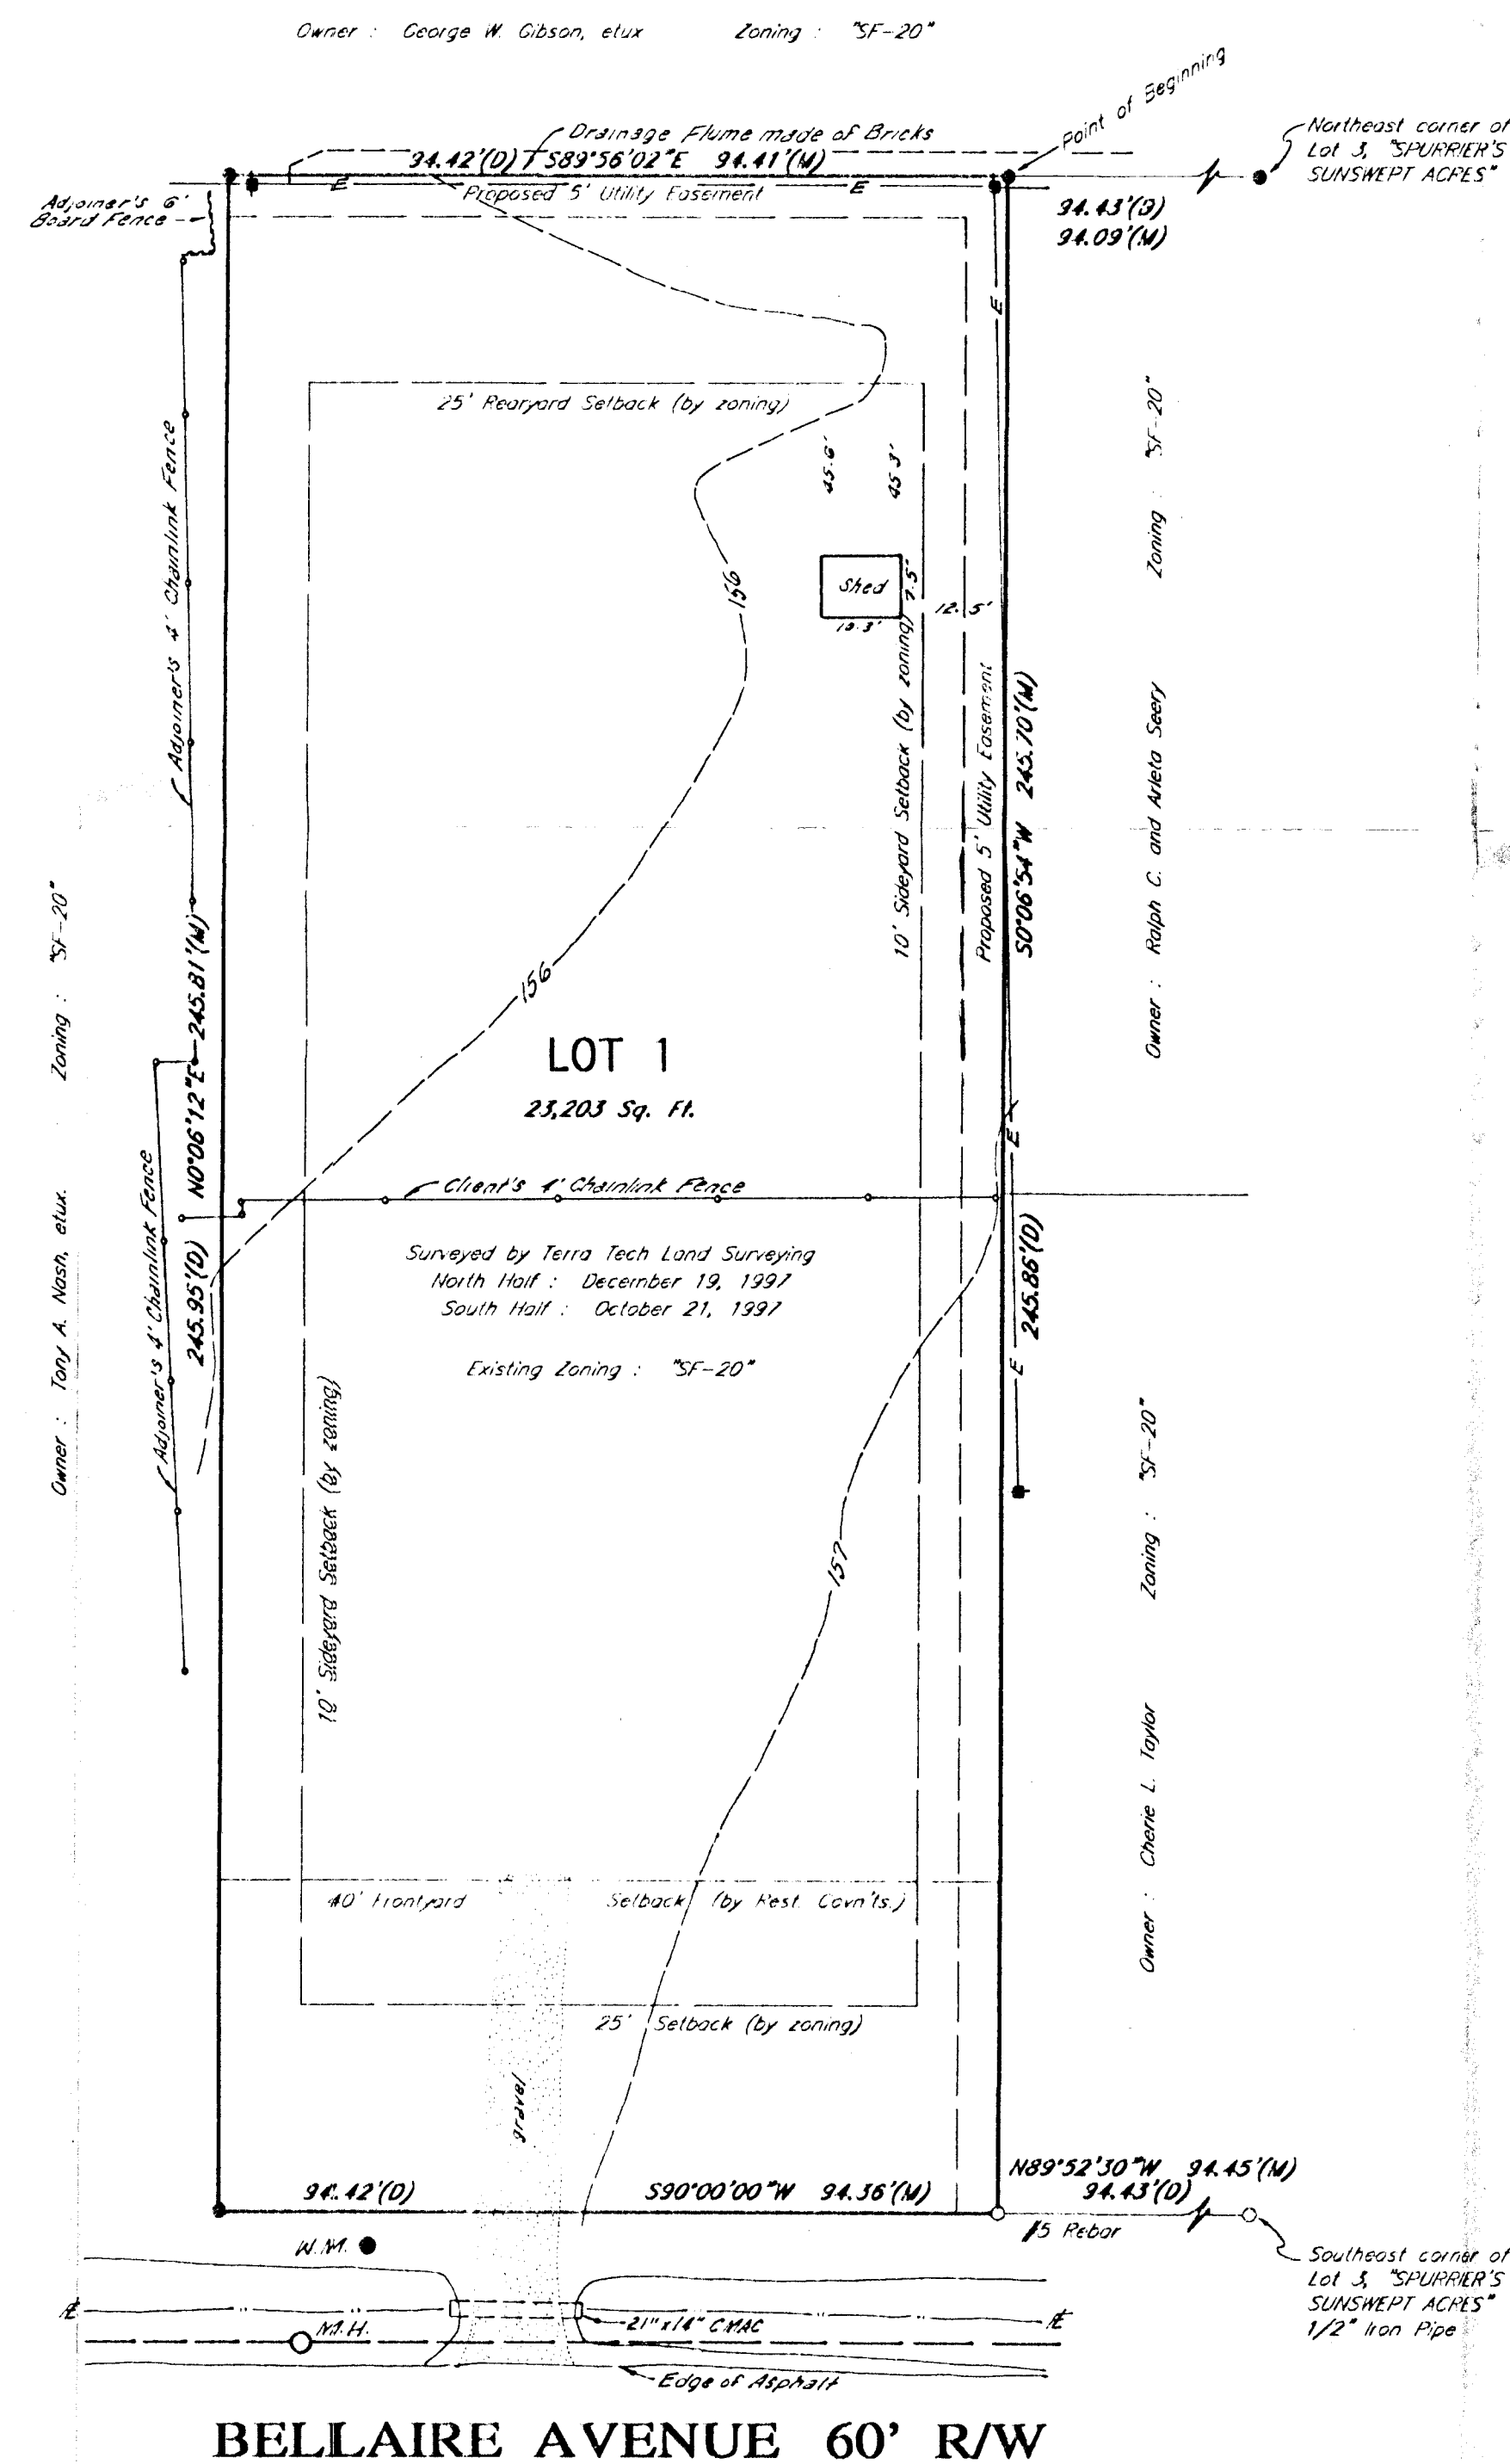 Owner : George W. Gibson, etux Zoning : "SF-20"
Point of Beginning
Drainage Flume made of Bricks
94.42'(D) S89°56'02"E 94.41'(M)
Northeast corner of
Lot 3, "SPURRIER'S
SUNSWEPT ACRES"
E E
Proposed 5' Utility Easement
Adjoiner's 6'
Board Fence
94.43'(D)
94.09'(M)
E
25' Rearyard Setback (by zoning)
45.6' 45.3'
Adjoiner's 4' Chainlink Fence
Zoning : "SF-20"
156
Shed
7.5'
12.5'
10' Sideyard Setback (by zoning)
Proposed 5' Utility Easement
S0°06'54"W 245.70'(M)
Owner : Ralph C. and Arleta Seery
Zoning : "SF-20"
N0°06'12"E 245.81'(M)
156
LOT 1
23,203 Sq. Ft.
E
Client's 4' Chainlink Fence
Adjoiner's 4' Chainlink Fence
245.95'(D)
Owner : Tony A. Nash, etux.
Surveyed by Terra Tech Land Surveying
North Half : December 19, 1997
South Half : October 21, 1997
245.86'(D)
Existing Zoning : "SF-20"
E
10' Sideyard Setback (by zoning)
Zoning : "SF-20"
157
Owner : Cherie L. Taylor
40' Frontyard Setback (by Rest. Covn'ts.)
25' Setback (by zoning)
gravel
N89°52'30"W 94.45'(M)
94.43'(D)
94.42'(D) S90°00'00"W 94.36'(M)
#5 Rebar
W.M.
Southeast corner of
Lot 3, "SPURRIER'S
SUNSWEPT ACRES"
1/2" Iron Pipe
M.H.
21"x14" CMAC
Edge of Asphalt
BELLAIRE AVENUE 60' R/W